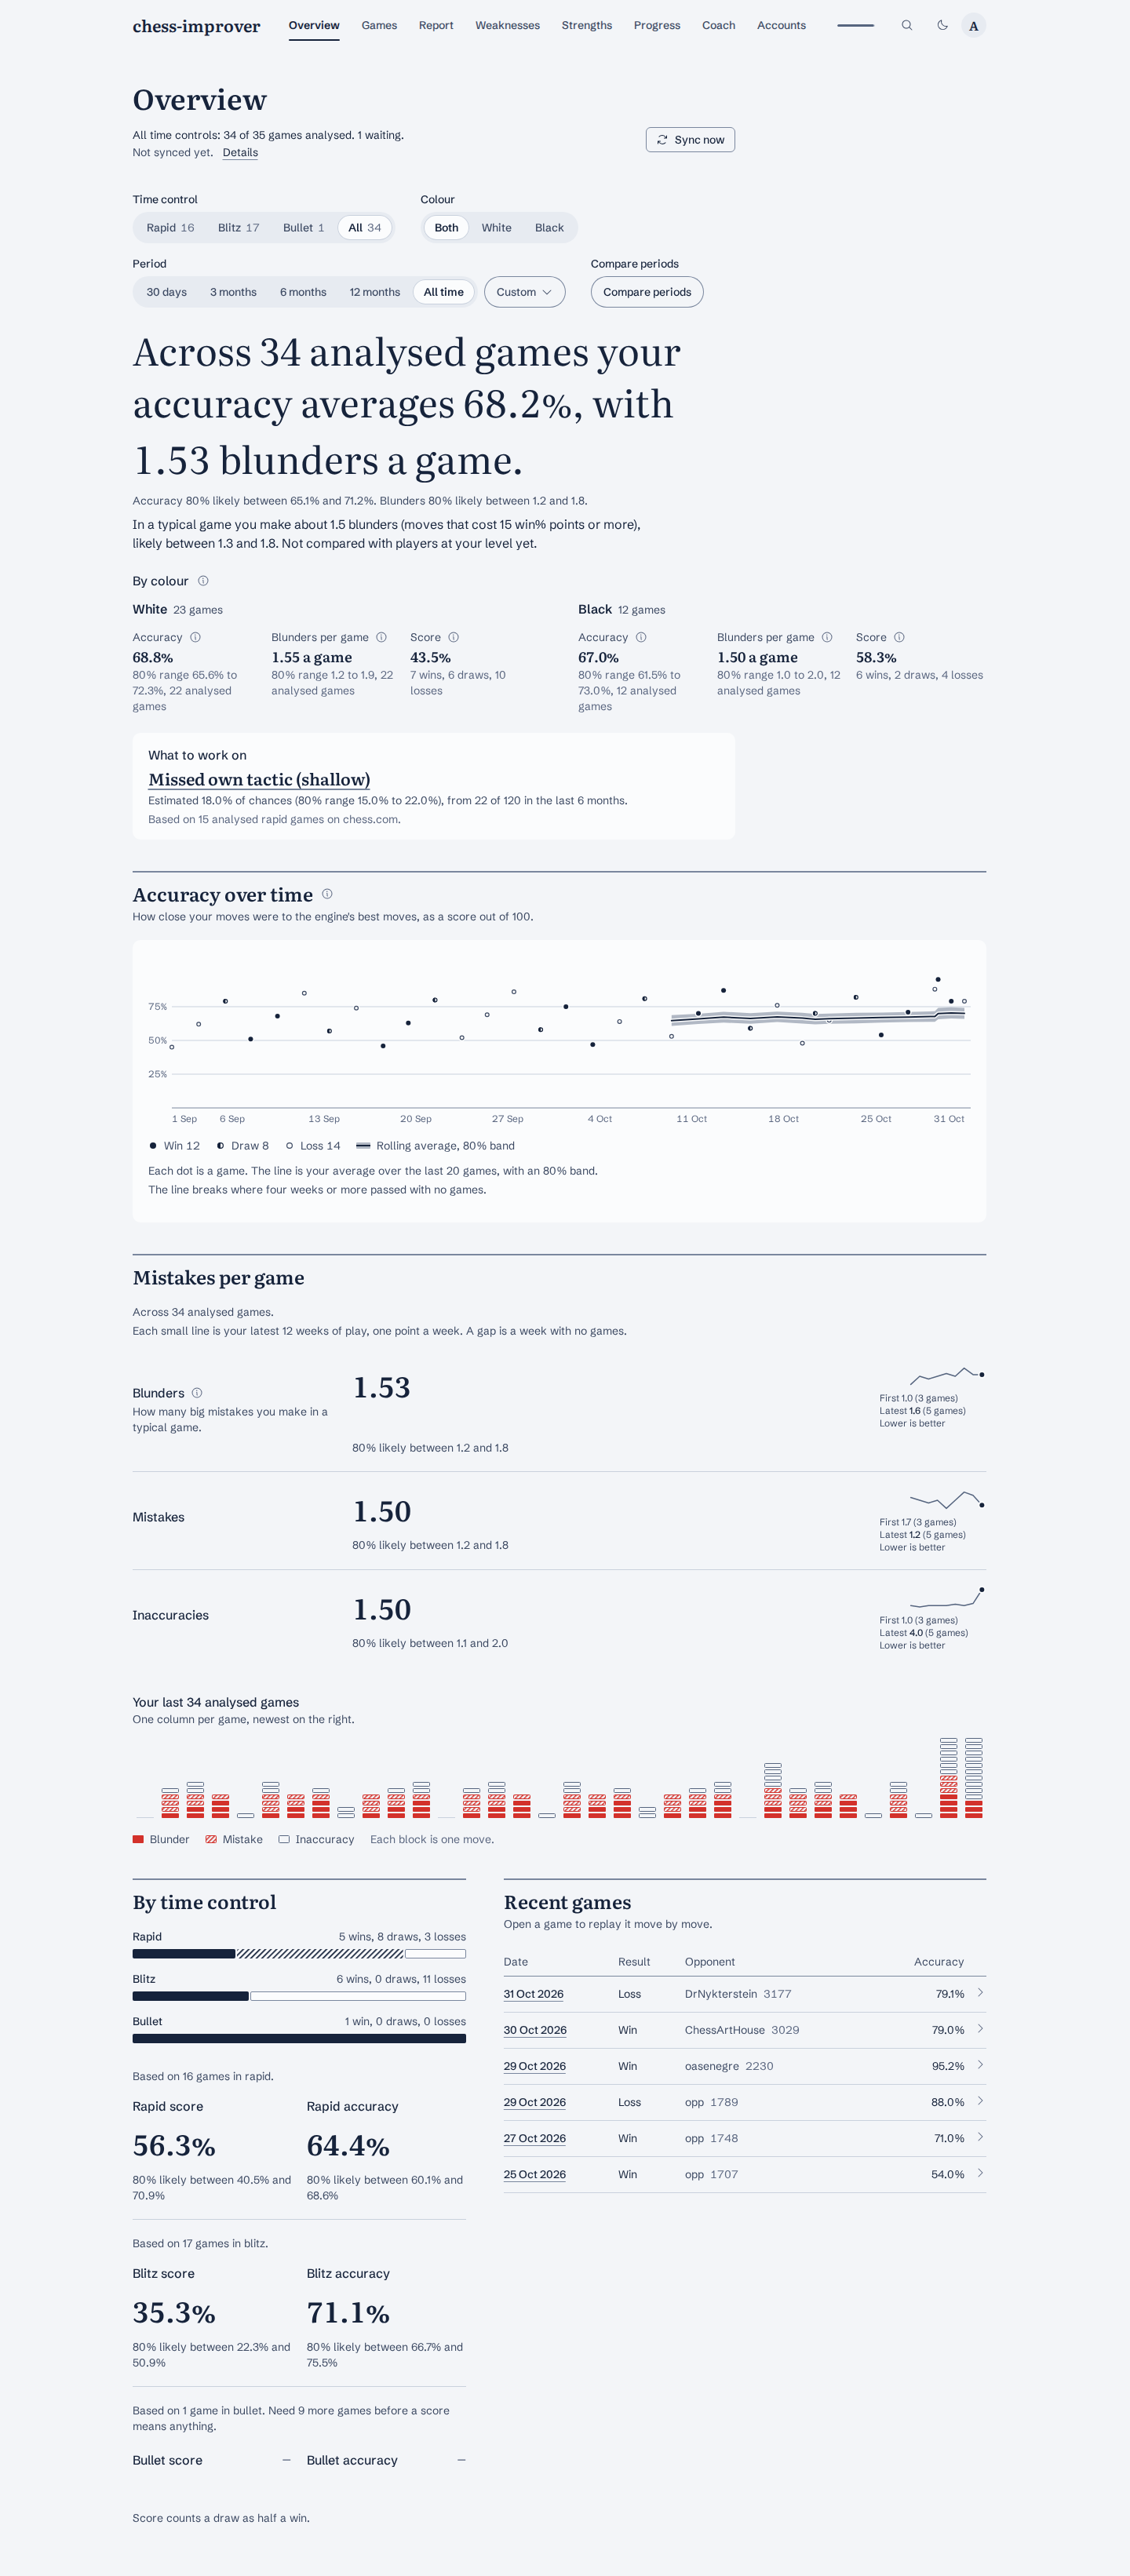 chess-improver Overview Games Report Weaknesses Strengths Progress Coach Accounts A
Overview
All time controls: 34 of 35 games analysed. 1 waiting.
Not synced yet. Details
Sync now
Time control
Rapid 16 Blitz 17 Bullet 1 All 34
Colour
Both White Black
Period
30 days 3 months 6 months 12 months All time Custom
Compare periods
Compare periods
Across 34 analysed games your
accuracy averages 68.2%, with
1.53 blunders a game.
Accuracy 80% likely between 65.1% and 71.2%. Blunders 80% likely between 1.2 and 1.8.
In a typical game you make about 1.5 blunders (moves that cost 15 win% points or more),
likely between 1.3 and 1.8. Not compared with players at your level yet.
By colour
White 23 games
Accuracy
68.8%
80% range 65.6% to
72.3%, 22 analysed
games
Blunders per game
1.55 a game
80% range 1.2 to 1.9, 22
analysed games
Score
43.5%
7 wins, 6 draws, 10
losses
Black 12 games
Accuracy
67.0%
80% range 61.5% to
73.0%, 12 analysed
games
Blunders per game
1.50 a game
80% range 1.0 to 2.0, 12
analysed games
Score
58.3%
6 wins, 2 draws, 4 losses
What to work on
Missed own tactic (shallow)
Estimated 18.0% of chances (80% range 15.0% to 22.0%), from 22 of 120 in the last 6 months.
Based on 15 analysed rapid games on chess.com.
Accuracy over time
How close your moves were to the engine's best moves, as a score out of 100.
75%
50%
25%
1 Sep 6 Sep 13 Sep 20 Sep 27 Sep 4 Oct 11 Oct 18 Oct 25 Oct 31 Oct
Win 12 Draw 8 Loss 14 Rolling average, 80% band
Each dot is a game. The line is your average over the last 20 games, with an 80% band.
The line breaks where four weeks or more passed with no games.
Mistakes per game
Across 34 analysed games.
Each small line is your latest 12 weeks of play, one point a week. A gap is a week with no games.
Blunders
How many big mistakes you make in a
typical game.
1.53
80% likely between 1.2 and 1.8
First 1.0 (3 games)
Latest 1.6 (5 games)
Lower is better
Mistakes
1.50
80% likely between 1.2 and 1.8
First 1.7 (3 games)
Latest 1.2 (5 games)
Lower is better
Inaccuracies
1.50
80% likely between 1.1 and 2.0
First 1.0 (3 games)
Latest 4.0 (5 games)
Lower is better
Your last 34 analysed games
One column per game, newest on the right.
Blunder Mistake Inaccuracy Each block is one move.
By time control
Rapid 5 wins, 8 draws, 3 losses
Blitz 6 wins, 0 draws, 11 losses
Bullet 1 win, 0 draws, 0 losses
Based on 16 games in rapid.
Rapid score
56.3%
80% likely between 40.5% and
70.9%
Rapid accuracy
64.4%
80% likely between 60.1% and
68.6%
Based on 17 games in blitz.
Blitz score
35.3%
80% likely between 22.3% and
50.9%
Blitz accuracy
71.1%
80% likely between 66.7% and
75.5%
Based on 1 game in bullet. Need 9 more games before a score
means anything.
Bullet score –
Bullet accuracy –
Score counts a draw as half a win.
Recent games
Open a game to replay it move by move.
Date Result Opponent Accuracy
31 Oct 2026 Loss DrNykterstein 3177 79.1%
30 Oct 2026 Win ChessArtHouse 3029 79.0%
29 Oct 2026 Win oasenegre 2230 95.2%
29 Oct 2026 Loss opp 1789 88.0%
27 Oct 2026 Win opp 1748 71.0%
25 Oct 2026 Win opp 1707 54.0%